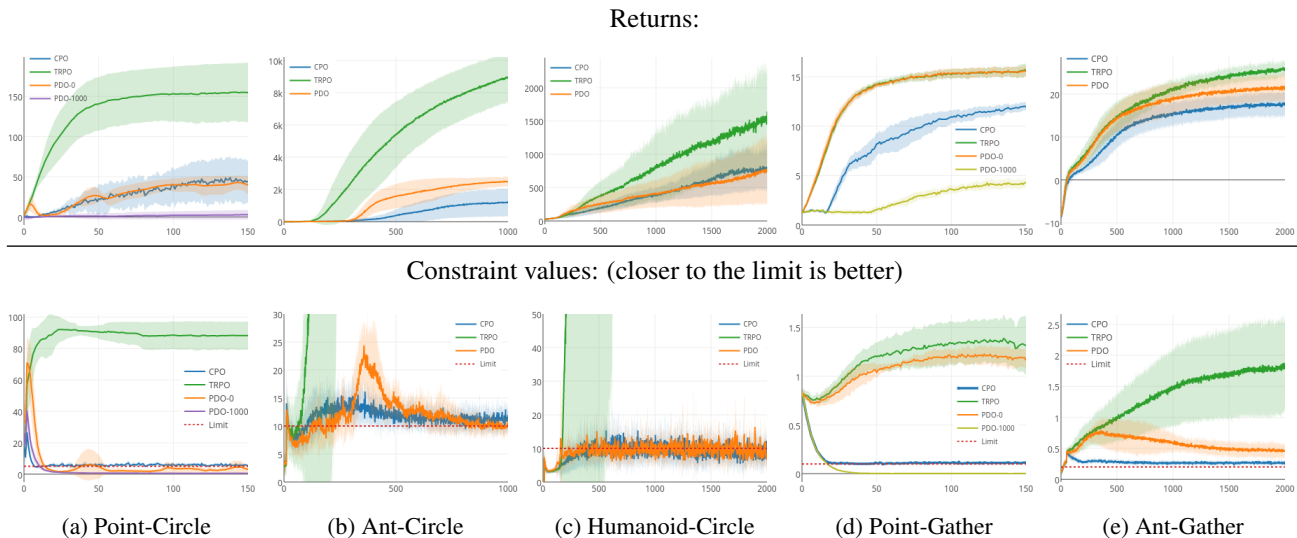 Returns:
CPO
TRPO
PDO-0
PDO-1000
150
100
50
0
0 50 100 150
CPO
TRPO
PDO
10k
8k
6k
4k
2k
0
0 500 1000
CPO
TRPO
PDO
2000
1500
1000
500
0
0 500 1000 1500 2000
CPO
TRPO
PDO-0
PDO-1000
15
10
5
0
0 50 100 150
CPO
TRPO
PDO
20
10
0
−10
0 500 1000 1500 2000
Constraint values: (closer to the limit is better)
CPO
TRPO
PDO-0
PDO-1000
Limit
100
80
60
40
20
0
0 50 100 150
CPO
TRPO
PDO
Limit
30
25
20
15
10
5
0
0 500 1000
CPO
TRPO
PDO
Limit
50
40
30
20
10
0
0 500 1000 1500 2000
CPO
TRPO
PDO-0
PDO-1000
Limit
1.5
1
0.5
0
0 50 100 150
CPO
TRPO
PDO
Limit
2.5
2
1.5
1
0.5
0
0 500 1000 1500 2000
(a) Point-Circle
(b) Ant-Circle
(c) Humanoid-Circle
(d) Point-Gather
(e) Ant-Gather